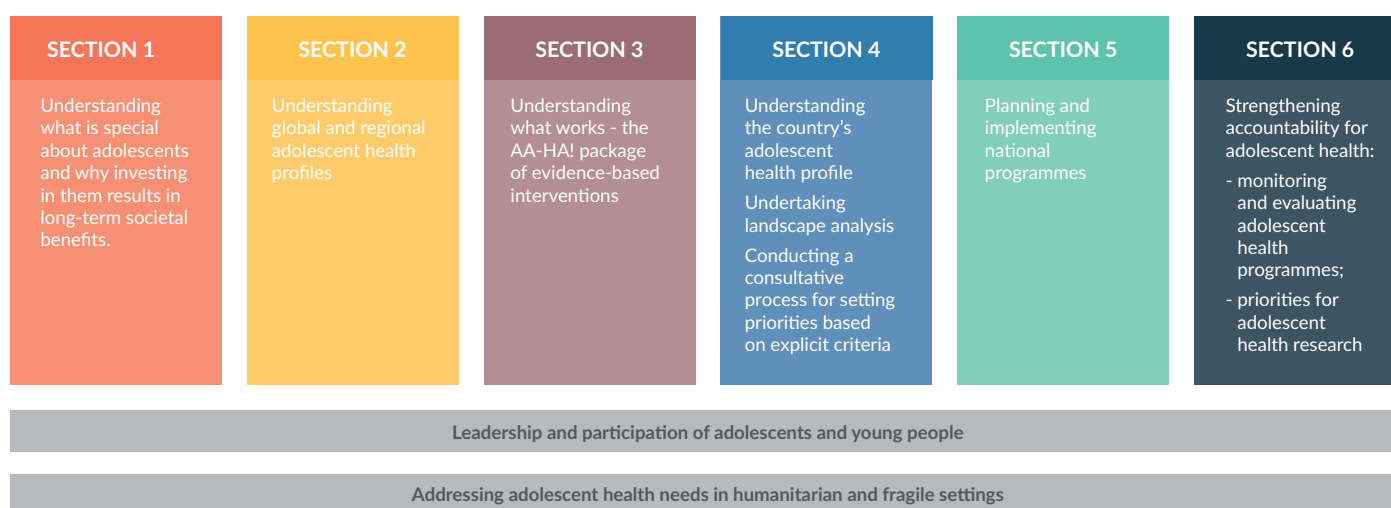 SECTION 1
Understanding
what is special
about adolescents
and why investing
in them results in
long-term societal
benefits.
SECTION 2
Understanding
global and regional
adolescent health
profiles
SECTION 3
Understanding
what works - the
AA-HA! package
of evidence-based
interventions
SECTION 4
Understanding
the country's
adolescent
health profile
Undertaking
landscape analysis
Conducting a
consultative
process for setting
priorities based
on explicit criteria
SECTION 5
Planning and
implementing
national
programmes
SECTION 6
Strengthening
accountability for
adolescent health:
- monitoring
and evaluating
adolescent
health
programmes;
- priorities for
adolescent
health research
Leadership and participation of adolescents and young people
Addressing adolescent health needs in humanitarian and fragile settings